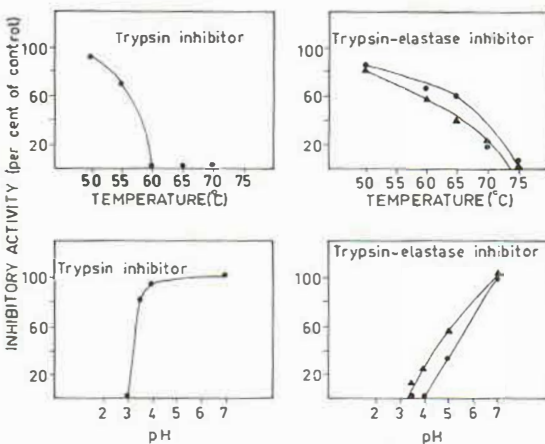 INHIBITORY ACTIVITY (per cent of control)
Trypsin inhibitor
100
60
20
50 55 60 65 70 75
TEMPERATURE(°C)
Trypsin-elastase inhibitor
100
60
20
50 55 60 65 70 75
TEMPERATURE (°C)
Trypsin inhibitor
100
60
20
2 3 4 5 6 7
pH
Trypsin-elastase inhibitor
100
60
20
2 3 4 5 6 7
pH